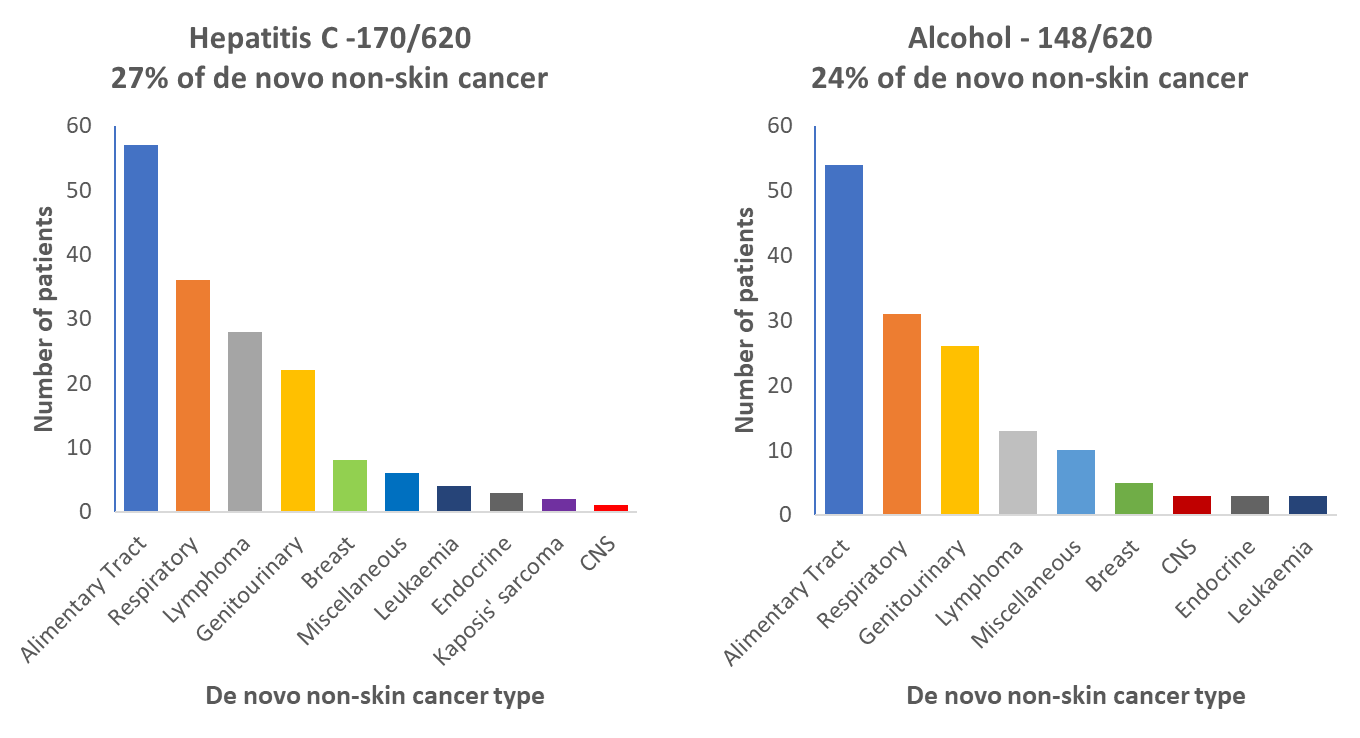 Hepatitis C -170/620
27% of de novo non-skin cancer
60
50
40
30
20
10
0
Number of patients
Alimentary Tract
Respiratory
Lymphoma
Genitourinary
Breast
Miscellaneous
Leukaemia
Endocrine
Kaposis' sarcoma
CNS
De novo non-skin cancer type
Alcohol - 148/620
24% of de novo non-skin cancer
60
50
40
30
20
10
0
Number of patients
Alimentary Tract
Respiratory
Genitourinary
Lymphoma
Miscellaneous
Breast
CNS
Endocrine
Leukaemia
De novo non-skin cancer type